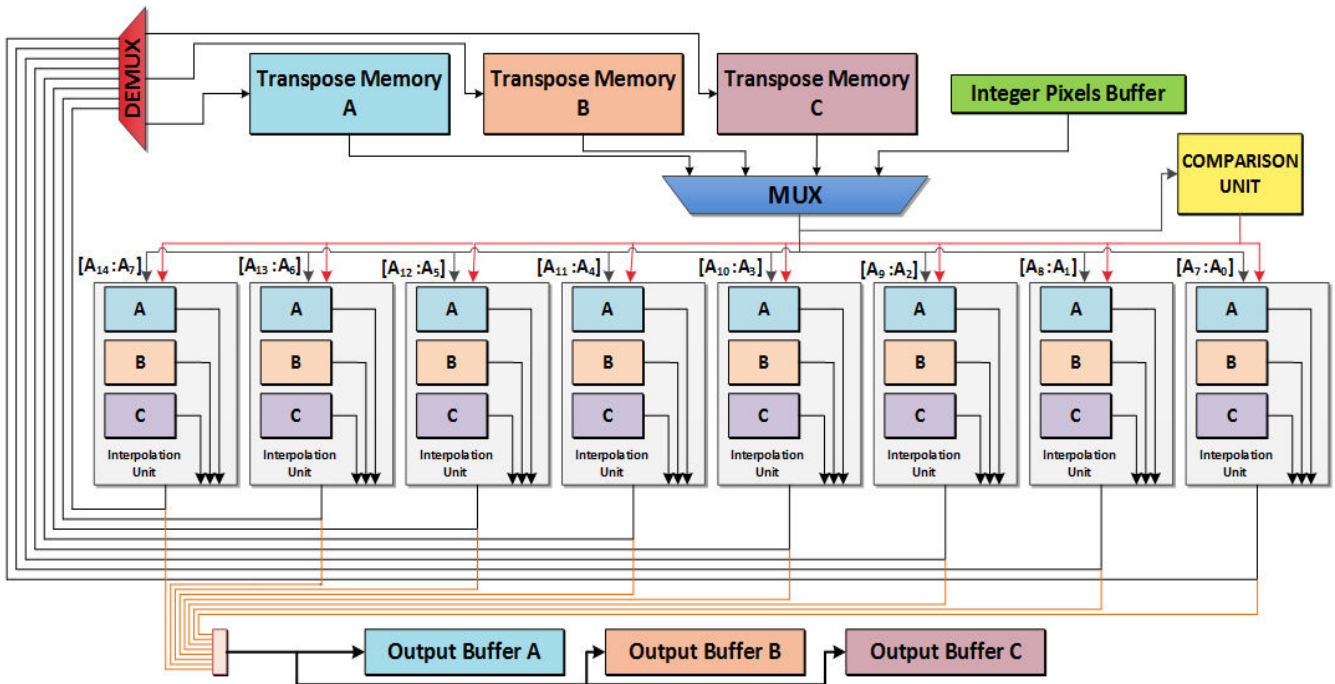 DEMUX
Transpose Memory
A
Transpose Memory
B
Transpose Memory
C
Integer Pixels Buffer
COMPARISON
UNIT
MUX
[A₁₄ :A₇]
[A₁₃ :A₆]
[A₁₂ :A₅]
[A₁₁ :A₄]
[A₁₀ :A₃]
[A₉ :A₂]
[A₈ :A₁]
[A₇ :A₀]
A
B
C
Interpolation
Unit
A
B
C
Interpolation
Unit
A
B
C
Interpolation
Unit
A
B
C
Interpolation
Unit
A
B
C
Interpolation
Unit
A
B
C
Interpolation
Unit
A
B
C
Interpolation
Unit
A
B
C
Interpolation
Unit
Output Buffer A
Output Buffer B
Output Buffer C